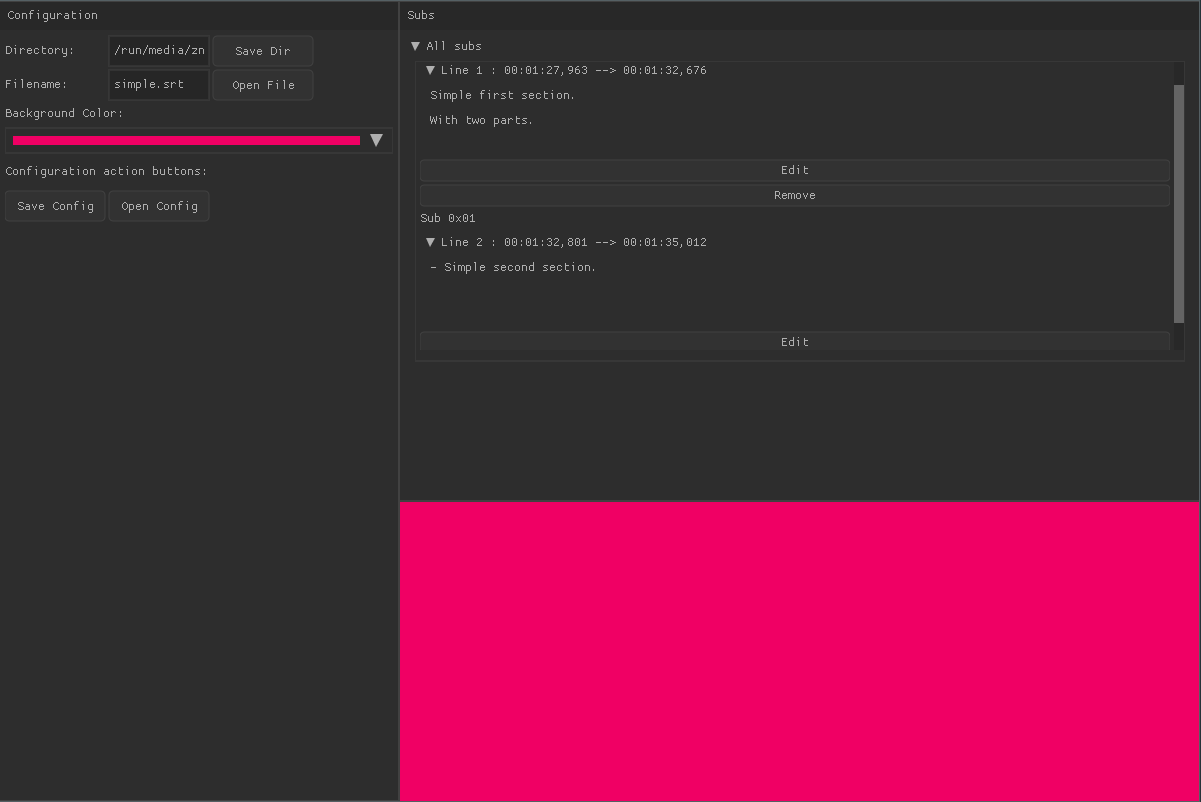 Configuration
Directory: /run/media/zn Save Dir
Filename: simple.srt Open File
Background Color:
Configuration action buttons:
Save Config Open Config
Subs
All subs
Line 1 : 00:01:27,963 --> 00:01:32,676
Simple first section.
With two parts.
Edit
Remove
Sub 0x01
Line 2 : 00:01:32,801 --> 00:01:35,012
- Simple second section.
Edit